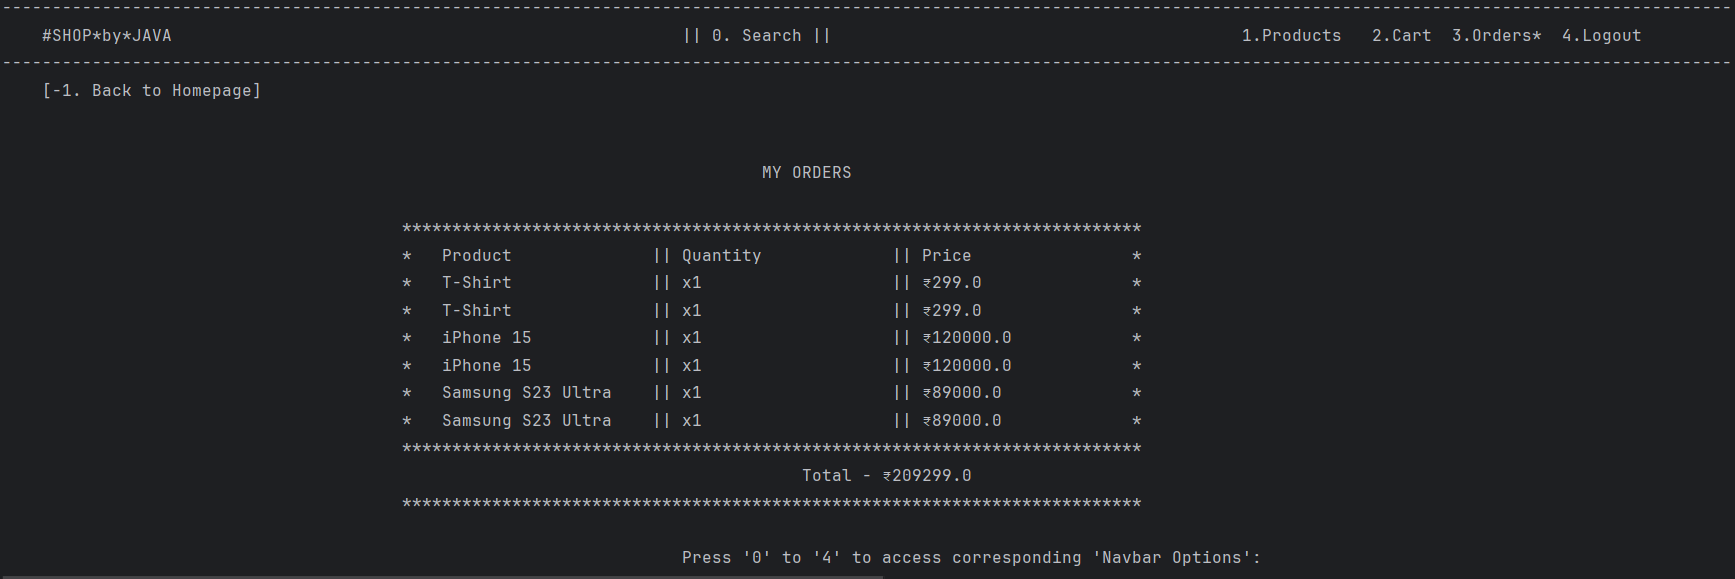 --------------------------------------------------------------------------------------------------------------------------------------------------------------------------
#SHOP*by*JAVA || 0. Search || 1.Products 2.Cart 3.Orders* 4.Logout
--------------------------------------------------------------------------------------------------------------------------------------------------------------------------
[-1. Back to Homepage]
MY ORDERS
**************************************************************************
* Product || Quantity || Price *
* T-Shirt || x1 || ₹299.0 *
* T-Shirt || x1 || ₹299.0 *
* iPhone 15 || x1 || ₹120000.0 *
* iPhone 15 || x1 || ₹120000.0 *
* Samsung S23 Ultra || x1 || ₹89000.0 *
* Samsung S23 Ultra || x1 || ₹89000.0 *
**************************************************************************
Total - ₹209299.0
**************************************************************************
Press '0' to '4' to access corresponding 'Navbar Options':